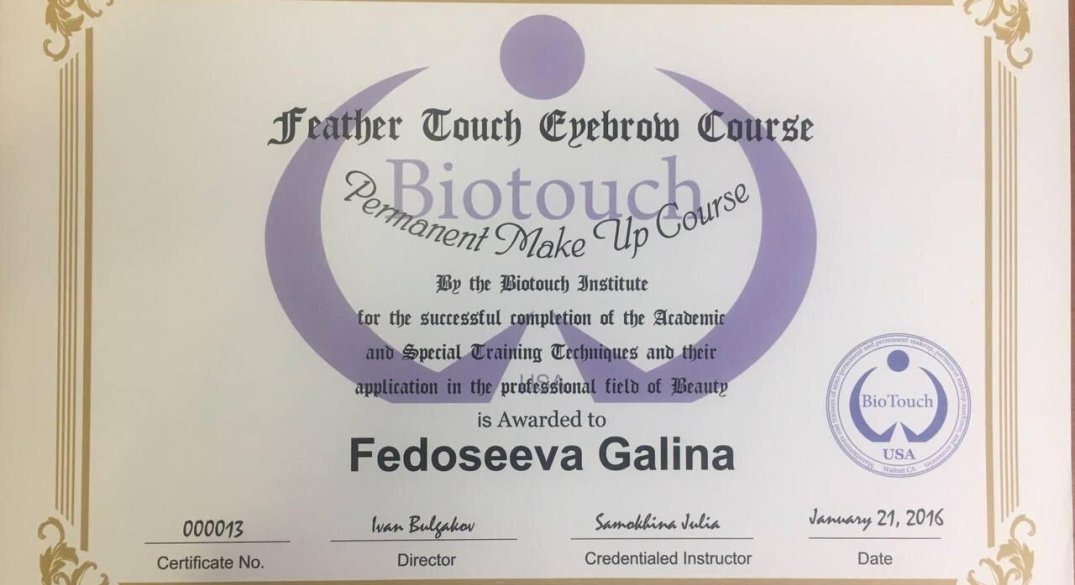 Feather Touch Eyebrow Course
Biotouch
Permanent Make Up Course
By the Biotouch Institute
for the successful completion of the Academic
and Special Training Techniques and their
USA
application in the professional field of Beauty
is Awarded to
Fedoseeva Galina
BioTouch
USA
Walnut CA
000013
Certificate No.
Ivan Bulgakov
Director
Samokhina Julia
Credentialed Instructor
January 21, 2016
Date